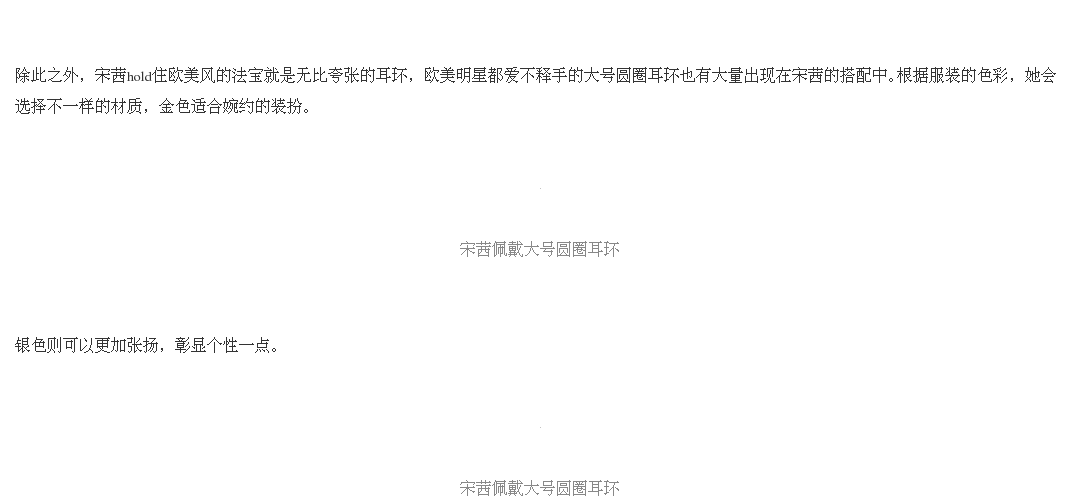 除此之外，宋茜hold住欧美风的法宝就是无比夸张的耳环，欧美明星都爱不释手的大号圆圈耳环也有大量出现在宋茜的搭配中。根据服装的色彩，她会
选择不一样的材质，金色适合婉约的装扮。
宋茜佩戴大号圆圈耳环
银色则可以更加张扬，彰显个性一点。
宋茜佩戴大号圆圈耳环